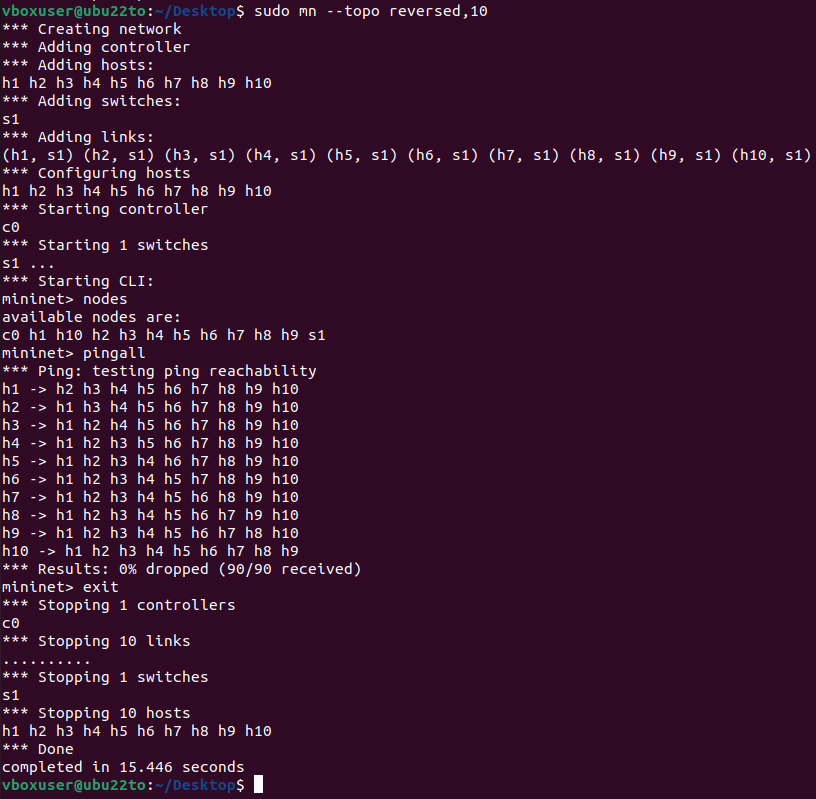 vboxuser@ubu22to:~/Desktop$ sudo mn --topo reversed,10
*** Creating network
*** Adding controller
*** Adding hosts:
h1 h2 h3 h4 h5 h6 h7 h8 h9 h10
*** Adding switches:
s1
*** Adding links:
(h1, s1) (h2, s1) (h3, s1) (h4, s1) (h5, s1) (h6, s1) (h7, s1) (h8, s1) (h9, s1) (h10, s1)
*** Configuring hosts
h1 h2 h3 h4 h5 h6 h7 h8 h9 h10
*** Starting controller
c0
*** Starting 1 switches
s1 ...
*** Starting CLI:
mininet> nodes
available nodes are:
c0 h1 h10 h2 h3 h4 h5 h6 h7 h8 h9 s1
mininet> pingall
*** Ping: testing ping reachability
h1 -> h2 h3 h4 h5 h6 h7 h8 h9 h10
h2 -> h1 h3 h4 h5 h6 h7 h8 h9 h10
h3 -> h1 h2 h4 h5 h6 h7 h8 h9 h10
h4 -> h1 h2 h3 h5 h6 h7 h8 h9 h10
h5 -> h1 h2 h3 h4 h6 h7 h8 h9 h10
h6 -> h1 h2 h3 h4 h5 h7 h8 h9 h10
h7 -> h1 h2 h3 h4 h5 h6 h8 h9 h10
h8 -> h1 h2 h3 h4 h5 h6 h7 h9 h10
h9 -> h1 h2 h3 h4 h5 h6 h7 h8 h10
h10 -> h1 h2 h3 h4 h5 h6 h7 h8 h9
*** Results: 0% dropped (90/90 received)
mininet> exit
*** Stopping 1 controllers
c0
*** Stopping 10 links
..........
*** Stopping 1 switches
s1
*** Stopping 10 hosts
h1 h2 h3 h4 h5 h6 h7 h8 h9 h10
*** Done
completed in 15.446 seconds
vboxuser@ubu22to:~/Desktop$